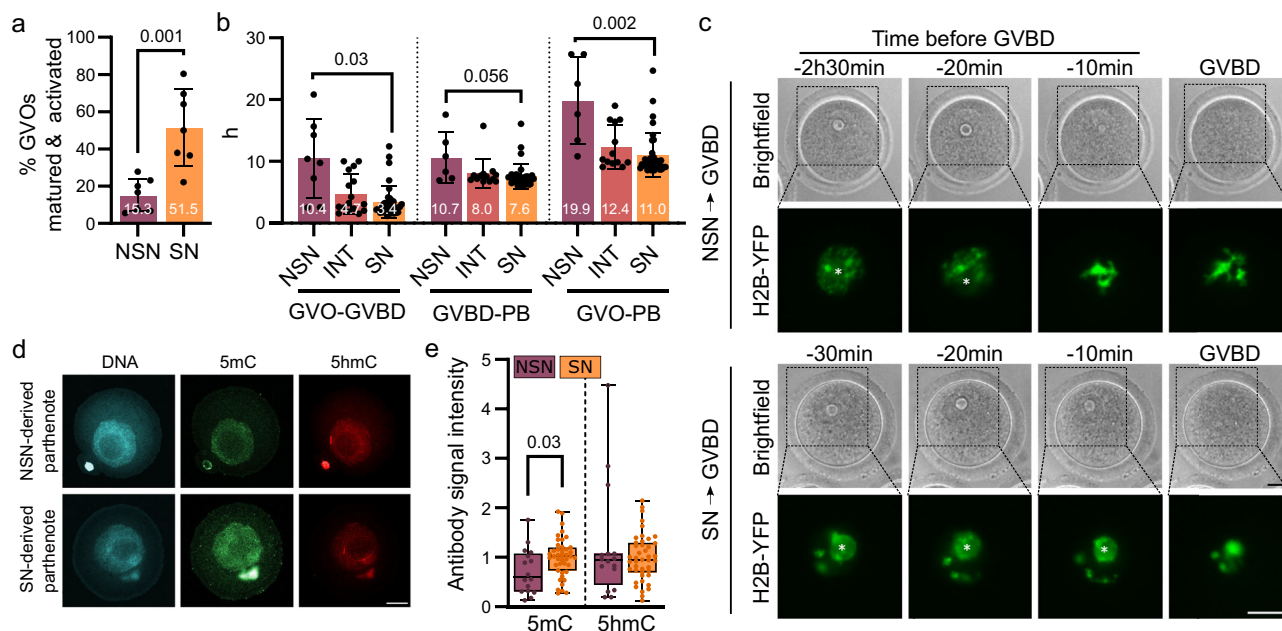 a
0.001
% GVOs
matured & activated
100
80
60
40
20
0
15.3
51.5
NSN
SN
b
0.03
0.056
0.002
h
30
20
10
0
10.4
4.7
3.4
10.7
8.0
7.6
19.9
12.4
11.0
NSN
INT
SN
NSN
INT
SN
NSN
INT
SN
GVO-GVBD
GVBD-PB
GVO-PB
c
Time before GVBD
-2h30min
-20min
-10min
GVBD
NSN → GVBD
Brightfield
H2B-YFP
*
*
-30min
-20min
-10min
GVBD
SN → GVBD
Brightfield
H2B-YFP
*
*
*
d
DNA
5mC
5hmC
NSN-derived
parthenote
SN-derived
parthenote
e
Antibody signal intensity
5
4
3
2
1
0
NSN
SN
0.03
5mC
5hmC